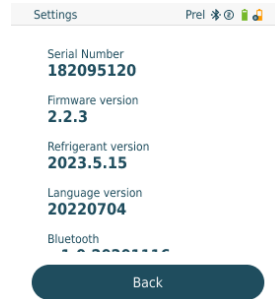 Settings Prel
Serial Number
182095120
Firmware version
2.2.3
Refrigerant version
2023.5.15
Language version
20220704
Bluetooth
Back